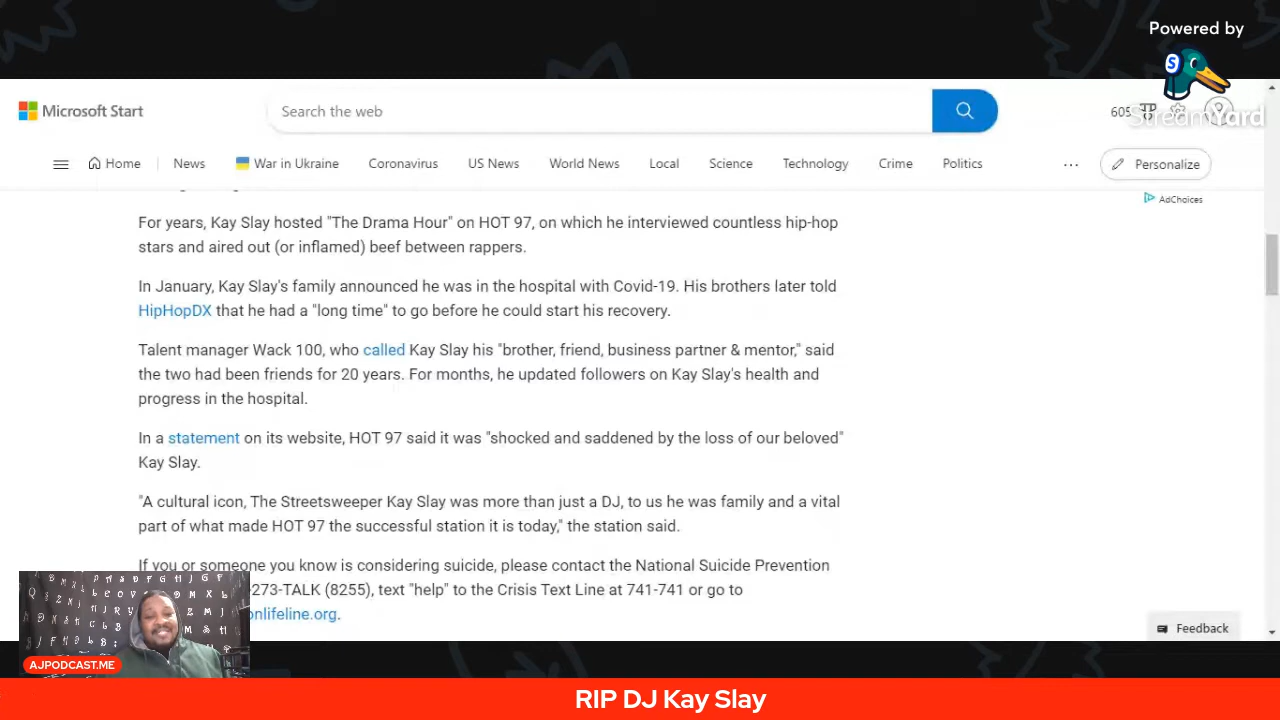 Powered by
StreamYard
Microsoft Start
Search the web
605
Home
News
War in Ukraine
Coronavirus
US News
World News
Local
Science
Technology
Crime
Politics
...
Personalize
AdChoices
For years, Kay Slay hosted "The Drama Hour" on HOT 97, on which he interviewed countless hip-hop
stars and aired out (or inflamed) beef between rappers.
In January, Kay Slay's family announced he was in the hospital with Covid-19. His brothers later told
HipHopDX that he had a "long time" to go before he could start his recovery.
Talent manager Wack 100, who called Kay Slay his "brother, friend, business partner & mentor," said
the two had been friends for 20 years. For months, he updated followers on Kay Slay's health and
progress in the hospital.
In a statement on its website, HOT 97 said it was "shocked and saddened by the loss of our beloved"
Kay Slay.
"A cultural icon, The Streetsweeper Kay Slay was more than just a DJ, to us he was family and a vital
part of what made HOT 97 the successful station it is today," the station said.
If you or someone you know is considering suicide, please contact the National Suicide Prevention
273-TALK (8255), text "help" to the Crisis Text Line at 741-741 or go to
onlifeline.org.
Feedback
AJPODCAST.ME
RIP DJ Kay Slay